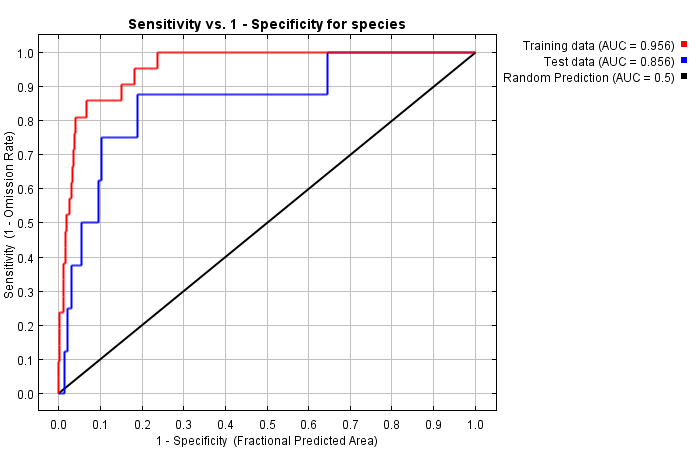 Sensitivity vs. 1 - Specificity for species
Training data (AUC = 0.956)
Test data (AUC = 0.856)
Random Prediction (AUC = 0.5)
Sensitivity (1 - Omission Rate)
1.0
0.9
0.8
0.7
0.6
0.5
0.4
0.3
0.2
0.1
0.0
0.0 0.1 0.2 0.3 0.4 0.5 0.6 0.7 0.8 0.9 1.0
1 - Specificity (Fractional Predicted Area)